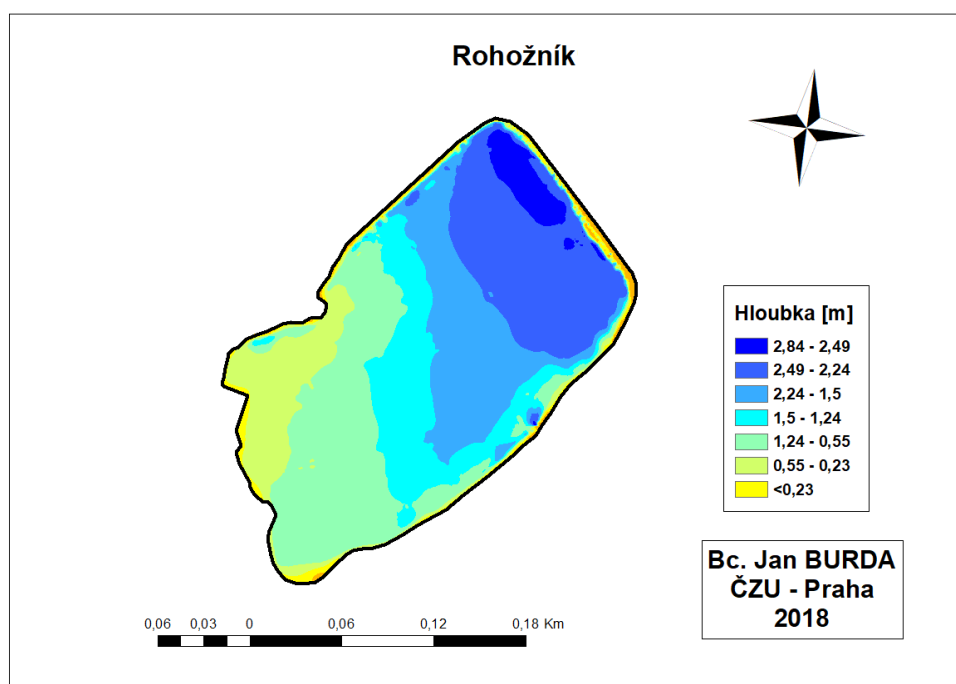 Rohožník
Hloubka [m]
2,84 - 2,49
2,49 - 2,24
2,24 - 1,5
1,5 - 1,24
1,24 - 0,55
0,55 - 0,23
<0,23
Bc. Jan BURDA
ČZU - Praha
2018
0,06 0,03 0 0,06 0,12 0,18 Km